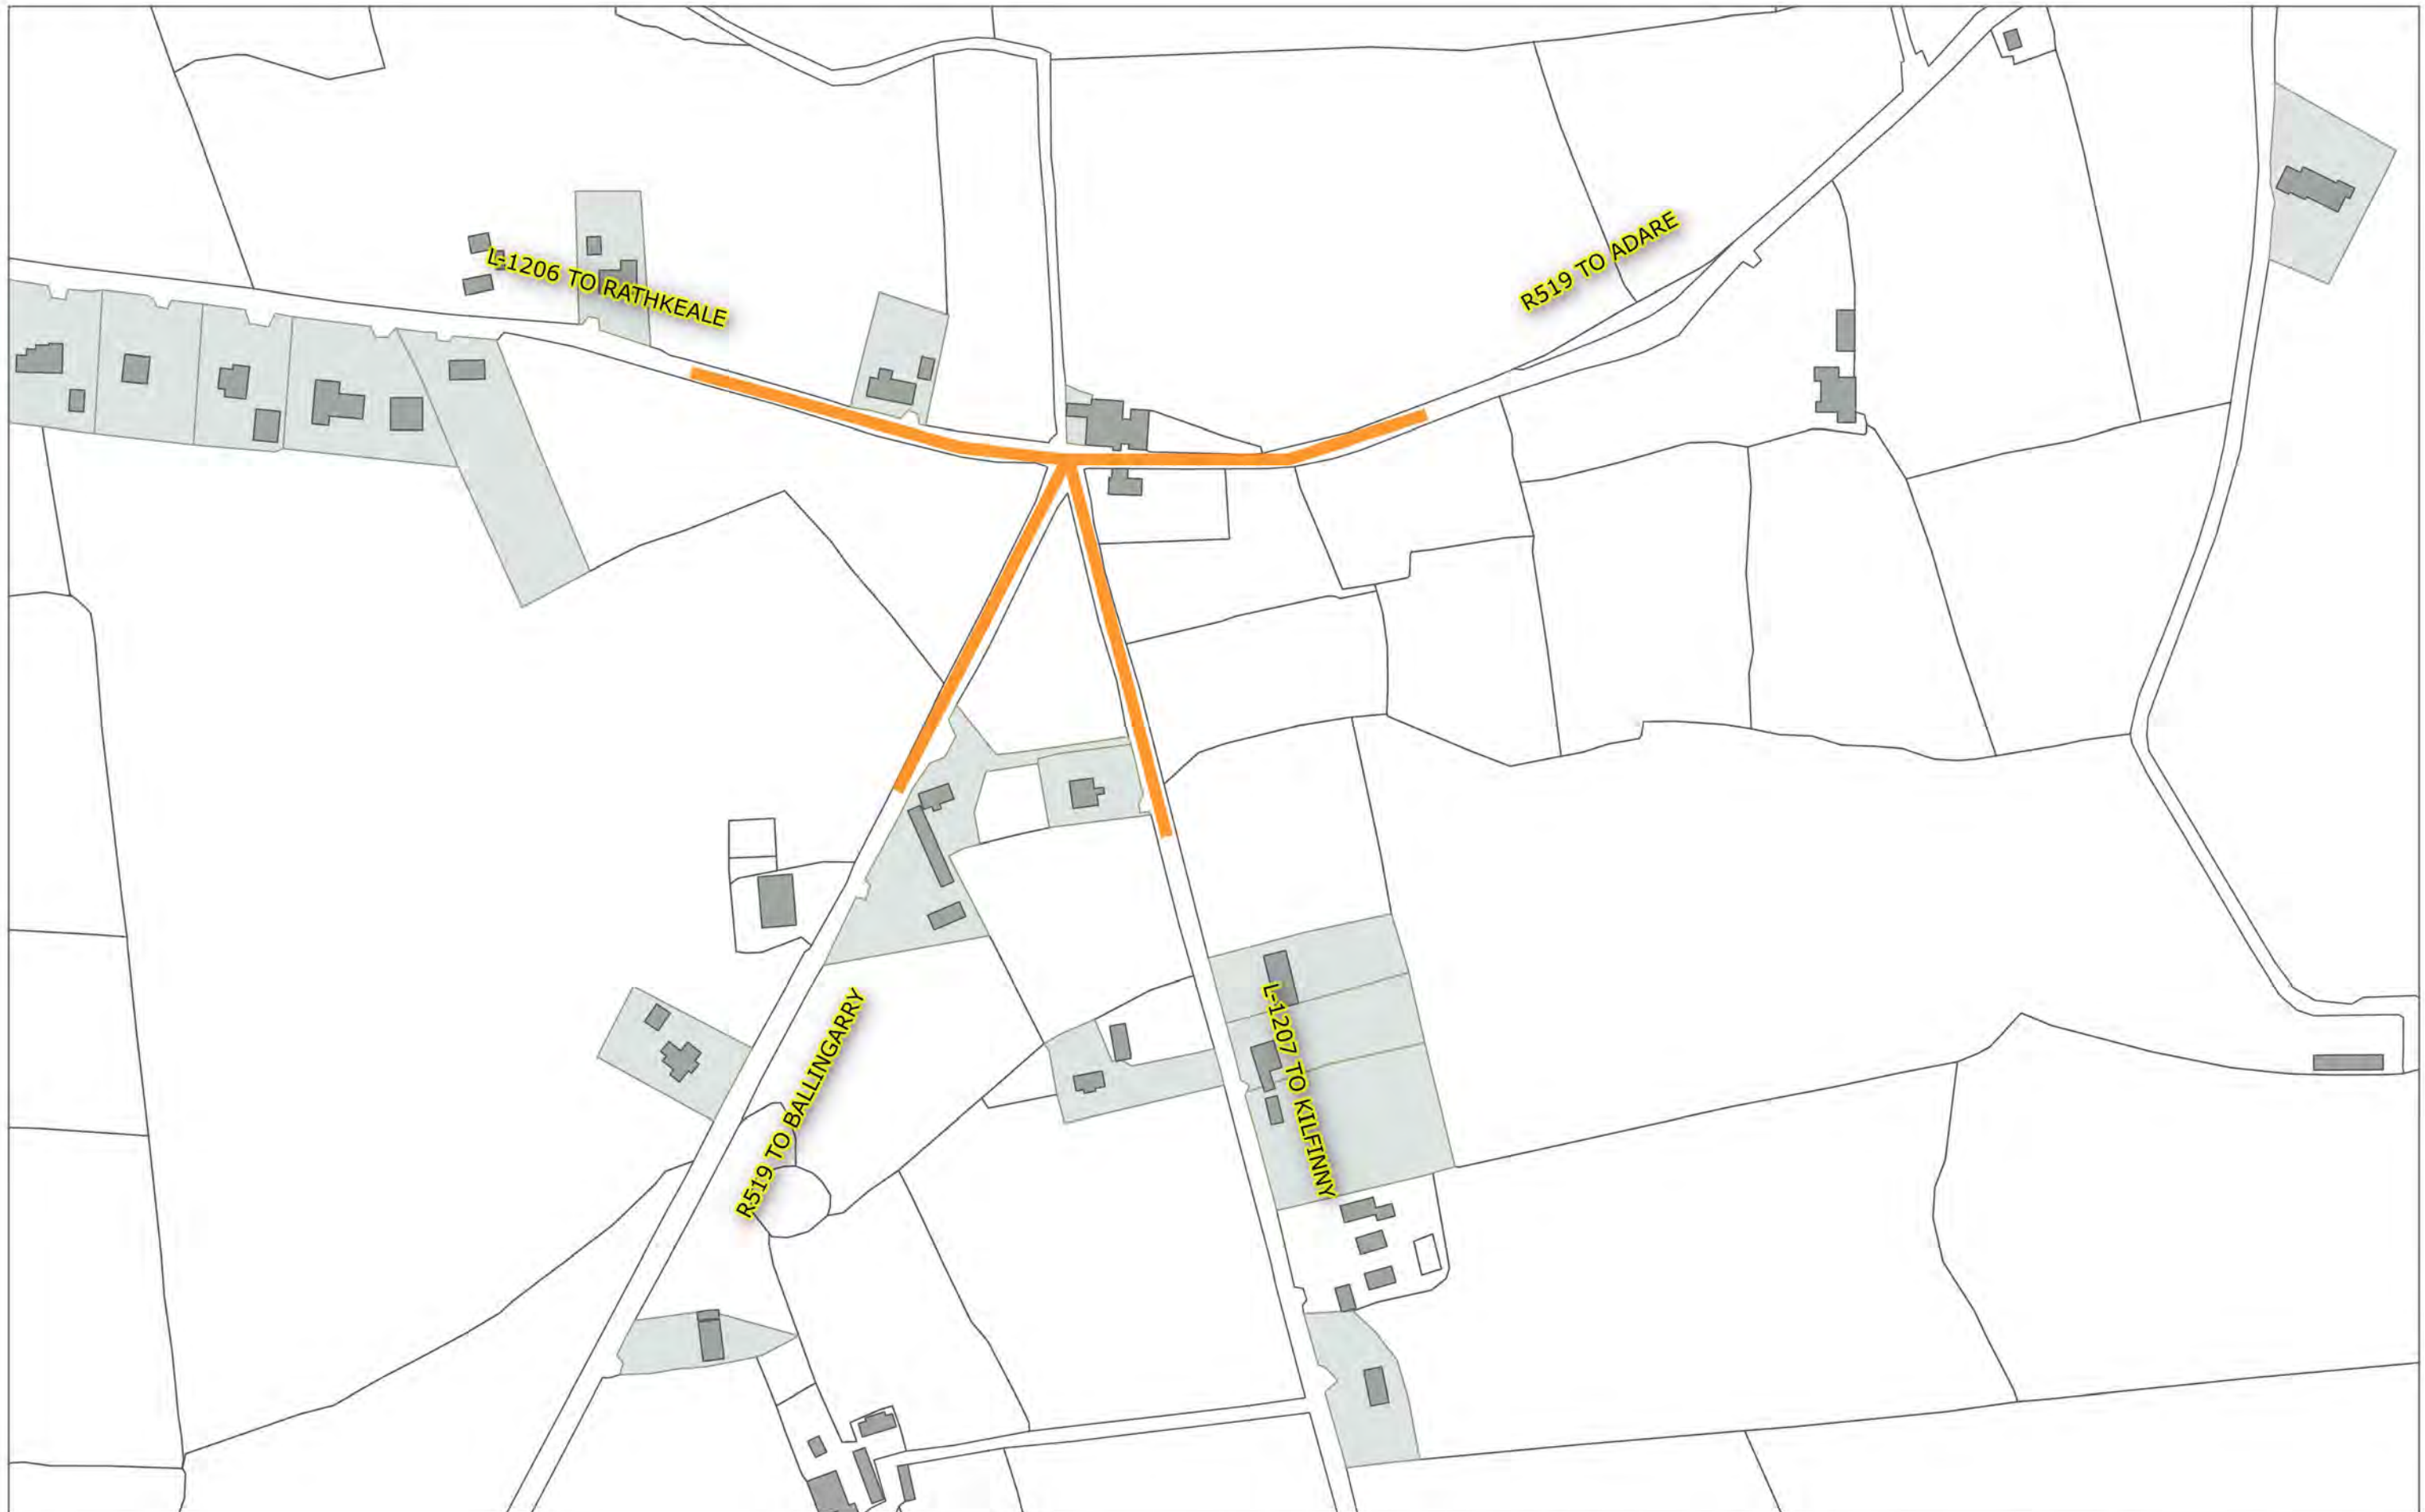 R519 TO ADARE
L-1206 TO RATHKEALE
R519 TO BALLINGARRY
L-1207 TO KILFINNY